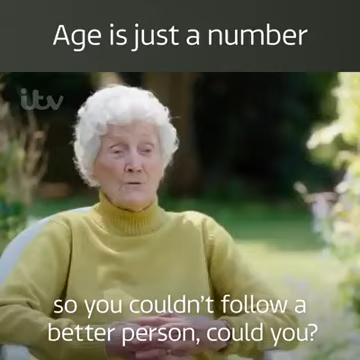 Age is just a number
itv
so you couldn't follow a
better person, could you?